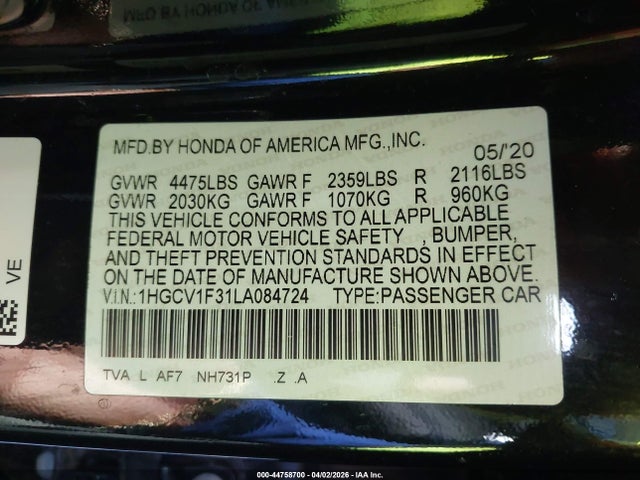 MFD.BY HONDA OF AMERICA MFG.,INC.
05/'20
GVWR 4475LBS GAWR F 2359LBS R 2116LBS
GVWR 2030KG GAWR F 1070KG R 960KG
THIS VEHICLE CONFORMS TO ALL APPLICABLE
FEDERAL MOTOR VEHICLE SAFETY , BUMPER,
AND THEFT PREVENTION STANDARDS IN EFFECT
ON THE DATE OF MANUFACTURE SHOWN ABOVE.
V.I.N.:1HGCV1F31LA084724 TYPE:PASSENGER CAR
TVA L AF7 NH731P .Z .A
VE
000-44758700 - 04/02/2026 - IAA Inc.